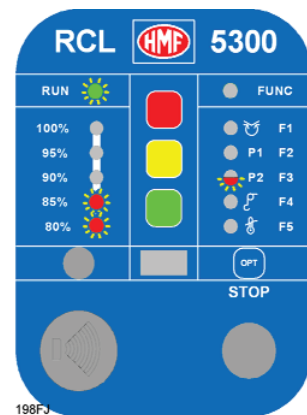 RCL HMF 5300
RUN FUNC
100% F1
95% P1 F2
90% P2 F3
85% F4
80% F5
OPT
STOP
198FJ